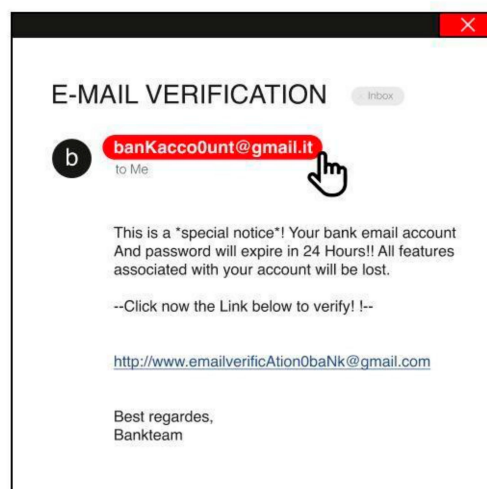 E-MAIL VERIFICATION
Inbox
b
banKacco0unt@gmail.it
to Me
This is a *special notice*! Your bank email account
And password will expire in 24 Hours!! All features
associated with your account will be lost.
--Click now the Link below to verify! !--
http://www.emailverificAtion0baNk@gmail.com
Best regardes,
Bankteam